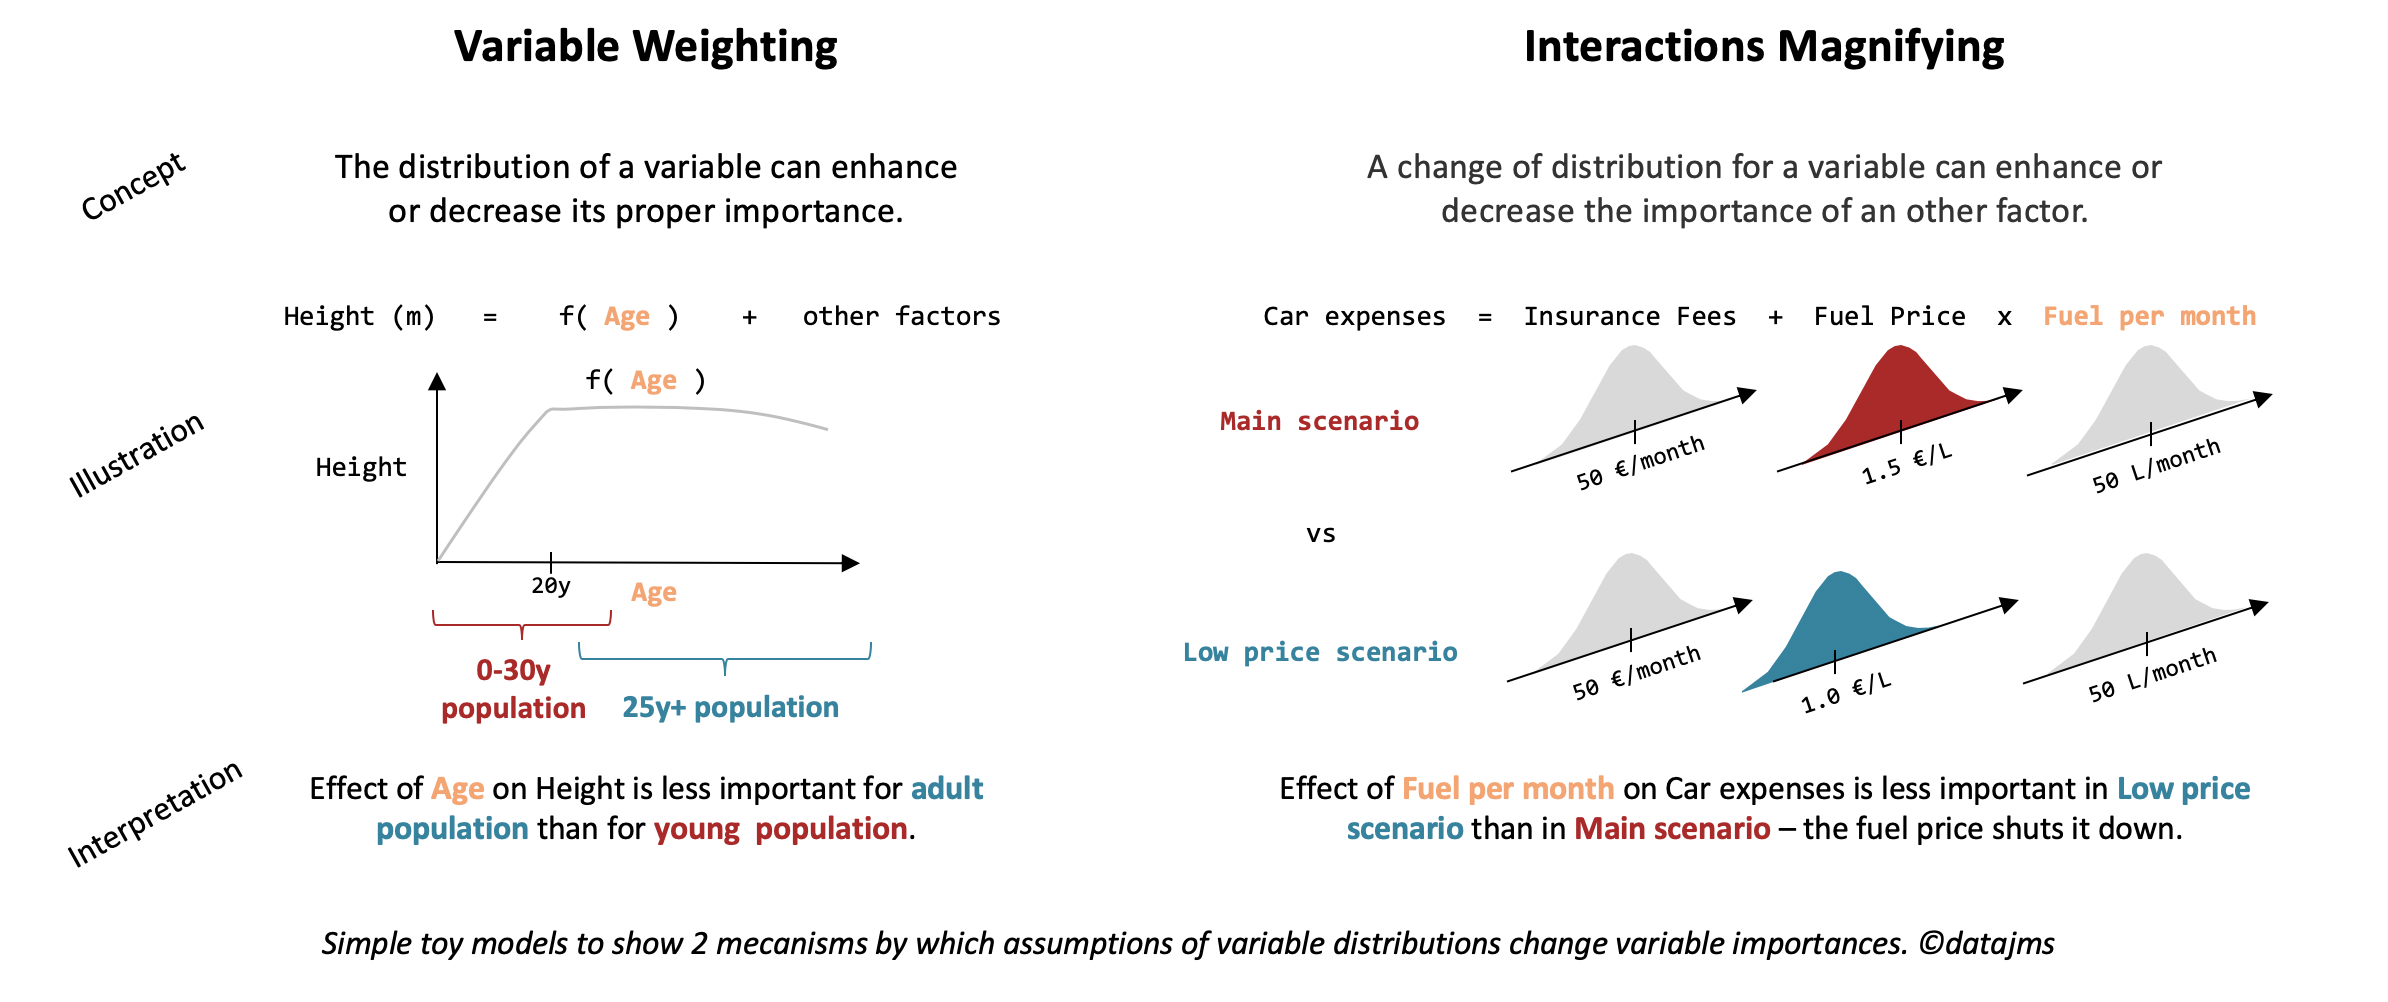 Variable Weighting
Interactions Magnifying
Concept
The distribution of a variable can enhance
or decrease its proper importance.
A change of distribution for a variable can enhance or
decrease the importance of an other factor.
Illustration
Height (m) = f( Age ) + other factors
f( Age )
Height
20y
Age
0-30y
population
25y+ population
Car expenses = Insurance Fees + Fuel Price x Fuel per month
Main scenario
50 €/month
1.5 €/L
50 L/month
vs
Low price scenario
50 €/month
1.0 €/L
50 L/month
Interpretation
Effect of Age on Height is less important for adult
population than for young population.
Effect of Fuel per month on Car expenses is less important in Low price
scenario than in Main scenario – the fuel price shuts it down.
Simple toy models to show 2 mecanisms by which assumptions of variable distributions change variable importances. ©datajms